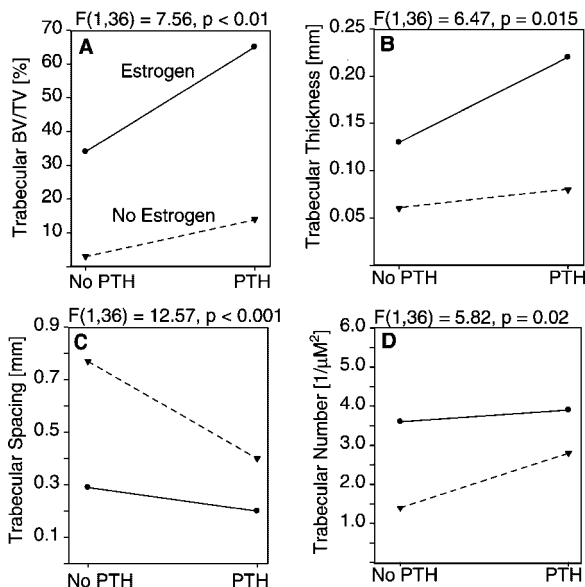 F(1,36) = 7.56, p < 0.01
A
Trabecular BV/TV [%]
70
60
50
40
30
20
10
Estrogen
No Estrogen
No PTH
PTH
F(1,36) = 6.47, p = 0.015
B
Trabecular Thickness [mm]
0.25
0.20
0.15
0.10
0.05
No PTH
PTH
F(1,36) = 12.57, p < 0.001
C
Trabecular Spacing [mm]
0.9
0.7
0.5
0.3
0.1
No PTH
PTH
F(1,36) = 5.82, p = 0.02
D
Trabecular Number [1/µM²]
6.0
5.0
4.0
3.0
2.0
1.0
No PTH
PTH